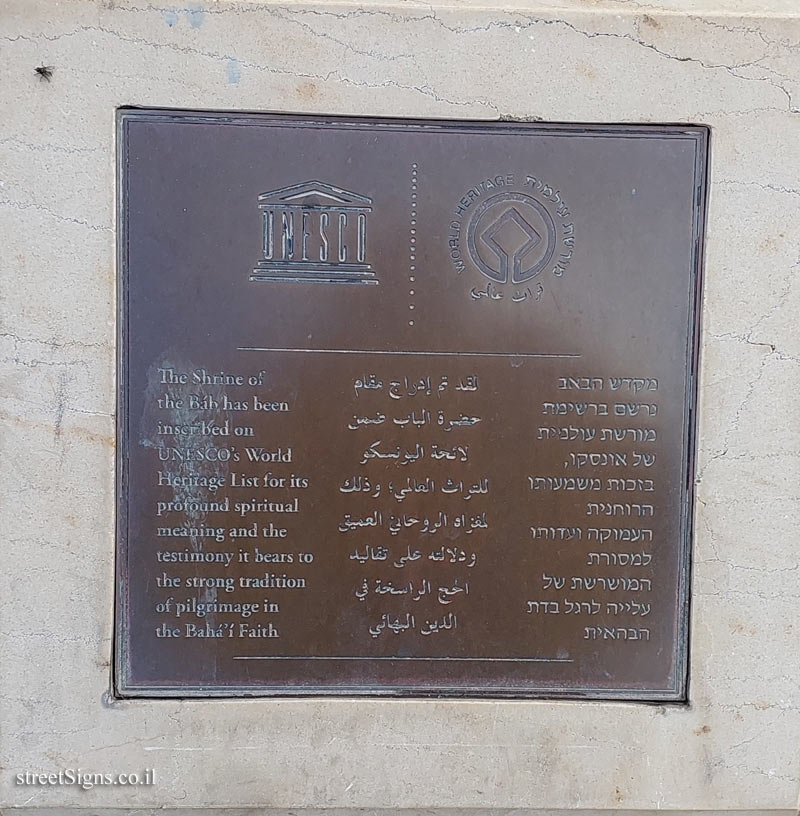 UNESCO
WORLD HERITAGE
מורשת עולמית
تراث عالمي
The Shrine of
the Báb has been
inscribed on
UNESCO's World
Heritage List for its
profound spiritual
meaning and the
testimony it bears to
the strong tradition
of pilgrimage in
the Bahá'í Faith
لقد تم إدراج مقام
حضرة الباب ضمن
لائحة اليونسكو
للتراث العالمي؛ وذلك
لمغزاه الروحاني العميق
ودلالته على تقاليد
الحج الراسخة في
الدين البهائي
מקדש הבאב
נרשם ברשימת
מורשת עולמית
של אונסקו,
בזכות משמעותו
הרוחנית
העמוקה ועדותו
למסורת
המושרשת של
עלייה לרגל בדת
הבהאית
streetSigns.co.il